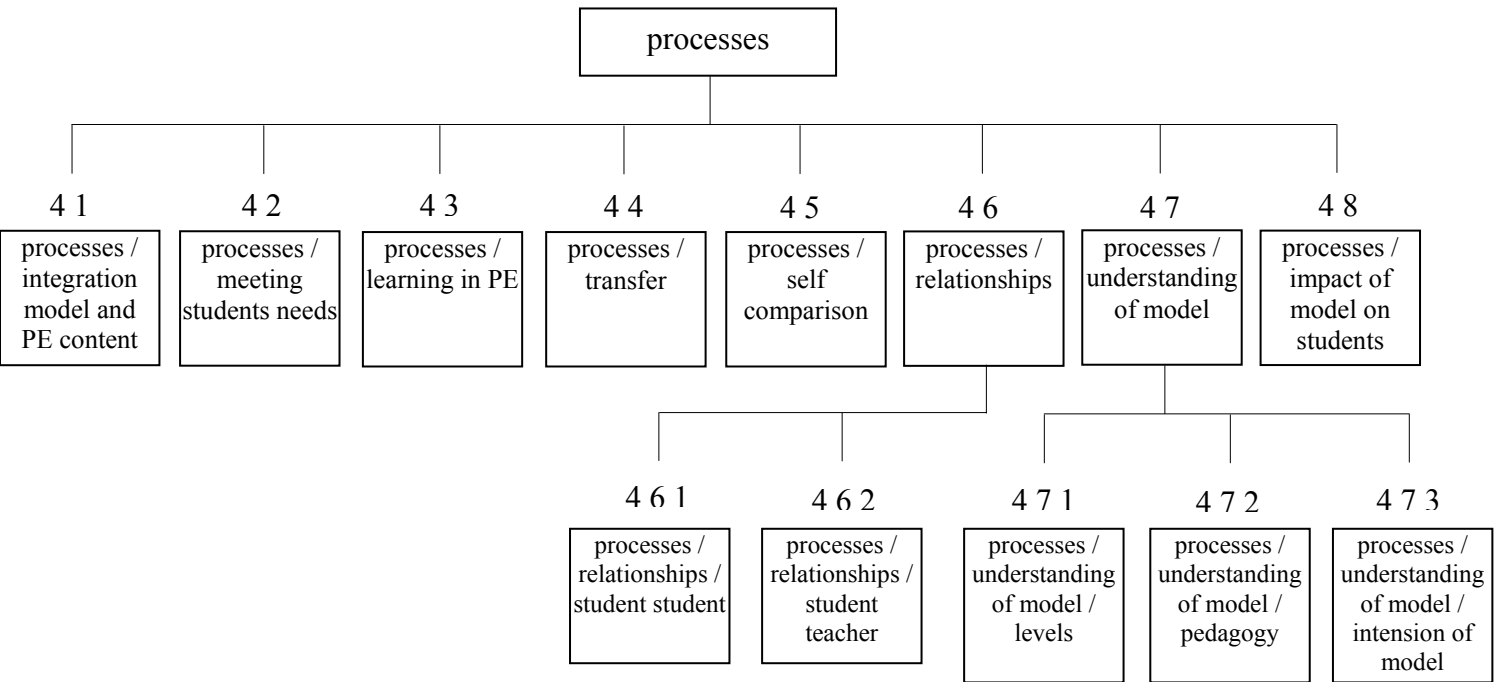 processes
4 1
4 2
4 3
4 4
4 5
4 6
4 7
4 8
processes /
integration
model and
PE content
processes /
meeting
students needs
processes /
learning in PE
processes /
transfer
processes /
self
comparison
processes /
relationships
processes /
understanding
of model
processes /
impact of
model on
students
4 6 1
4 6 2
4 7 1
4 7 2
4 7 3
processes /
relationships /
student student
processes /
relationships /
student
teacher
processes /
understanding
of model /
levels
processes /
understanding
of model /
pedagogy
processes /
understanding
of model /
intension of
model